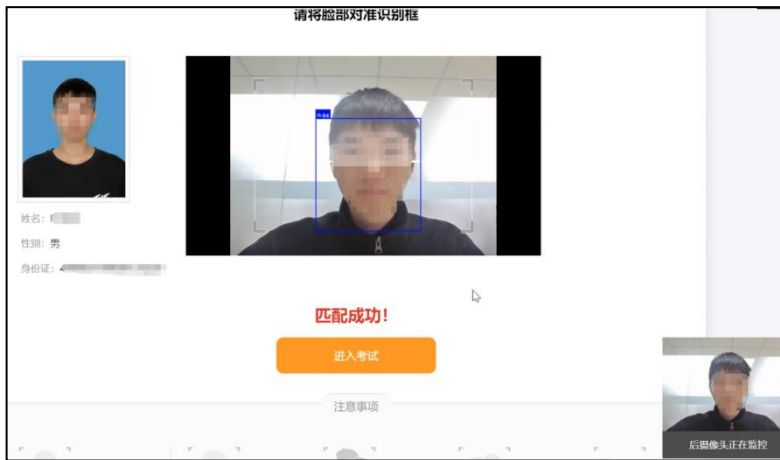 请将脸部对准识别框
姓名：
性别：男
身份证：
匹配成功！
进入考试
注意事项
后摄像头正在监控